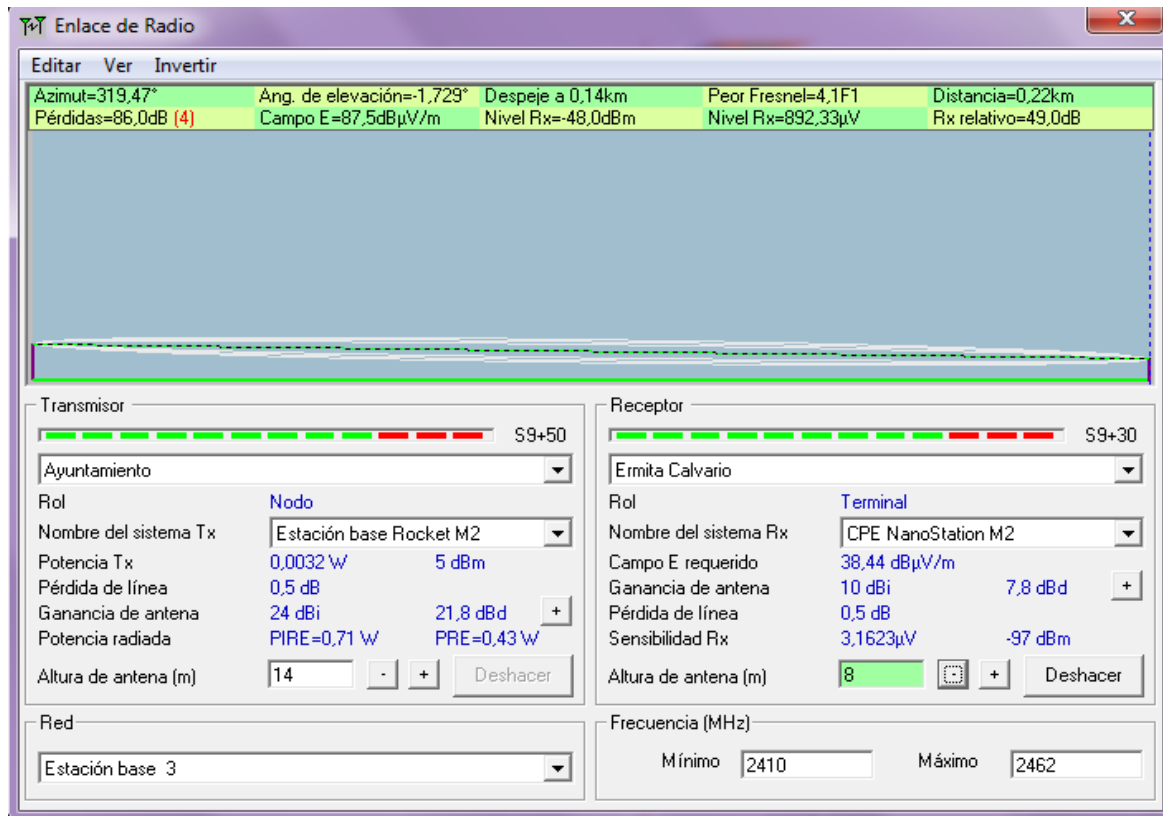 Enlace de Radio
Editar Ver Invertir
Azimut=319,47° Ang. de elevación=-1,729° Despeje a 0,14km Peor Fresnel=4,1F1 Distancia=0,22km
Pérdidas=86,0dB (4) Campo E=87,5dBµV/m Nivel Rx=-48,0dBm Nivel Rx=892,33µV Rx relativo=49,0dB
Transmisor
S9+50
Ayuntamiento
Rol Nodo
Nombre del sistema Tx Estación base Rocket M2
Potencia Tx 0,0032 W 5 dBm
Pérdida de línea 0,5 dB
Ganancia de antena 24 dBi 21,8 dBd +
Potencia radiada PIRE=0,71 W PRE=0,43 W
Altura de antena (m) 14 - + Deshacer
Receptor
S9+30
Ermita Calvario
Rol Terminal
Nombre del sistema Rx CPE NanoStation M2
Campo E requerido 38,44 dBµV/m
Ganancia de antena 10 dBi 7,8 dBd +
Pérdida de línea 0,5 dB
Sensibilidad Rx 3,1623µV -97 dBm
Altura de antena (m) 8 - + Deshacer
Red
Estación base 3
Frecuencia (MHz)
Mínimo 2410 Máximo 2462